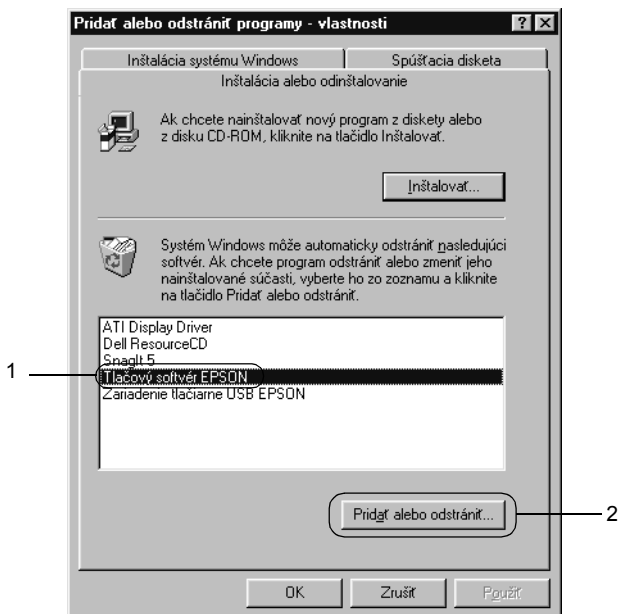 Pridať alebo odstrániť programy - vlastnosti
Inštalácia systému Windows
Spúšťacia disketa
Inštalácia alebo odinštalovanie
Ak chcete nainštalovať nový program z diskety alebo
z disku CD-ROM, kliknite na tlačidlo Inštalovať.
Inštalovať...
Systém Windows môže automaticky odstrániť nasledujúci
softvér. Ak chcete program odstrániť alebo zmeniť jeho
nainštalované súčasti, vyberte ho zo zoznamu a kliknite
na tlačidlo Pridať alebo odstrániť.
ATI Display Driver
Dell ResourceCD
SnagIt 5
1
Tlačový softvér EPSON
Zariadenie tlačiarne USB EPSON
Pridať alebo odstrániť...
2
OK
Zrušiť
Použiť